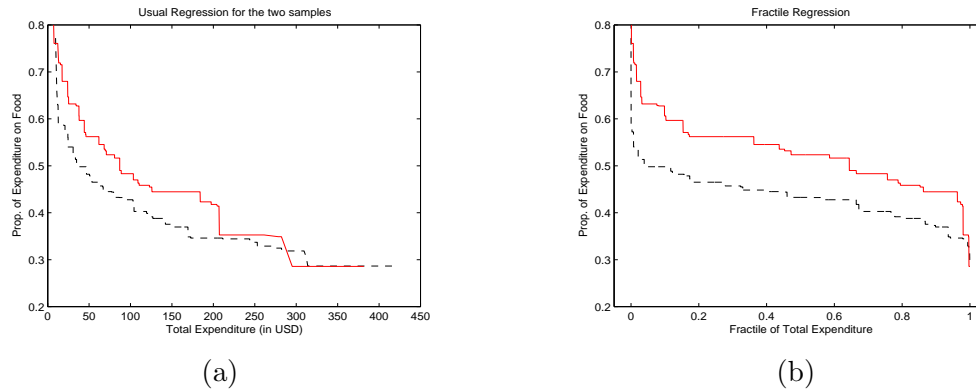 Usual Regression for the two samples
0.8
0.7
0.6
0.5
0.4
0.3
0.2
Prop. of Expenditure on Food
0 50 100 150 200 250 300 350 400 450
Total Expenditure (in USD)
(a)
Fractile Regression
0.8
0.7
0.6
0.5
0.4
0.3
0.2
Prop. of Expenditure on Food
0 0.2 0.4 0.6 0.8 1
Fractile of Total Expenditure
(b)